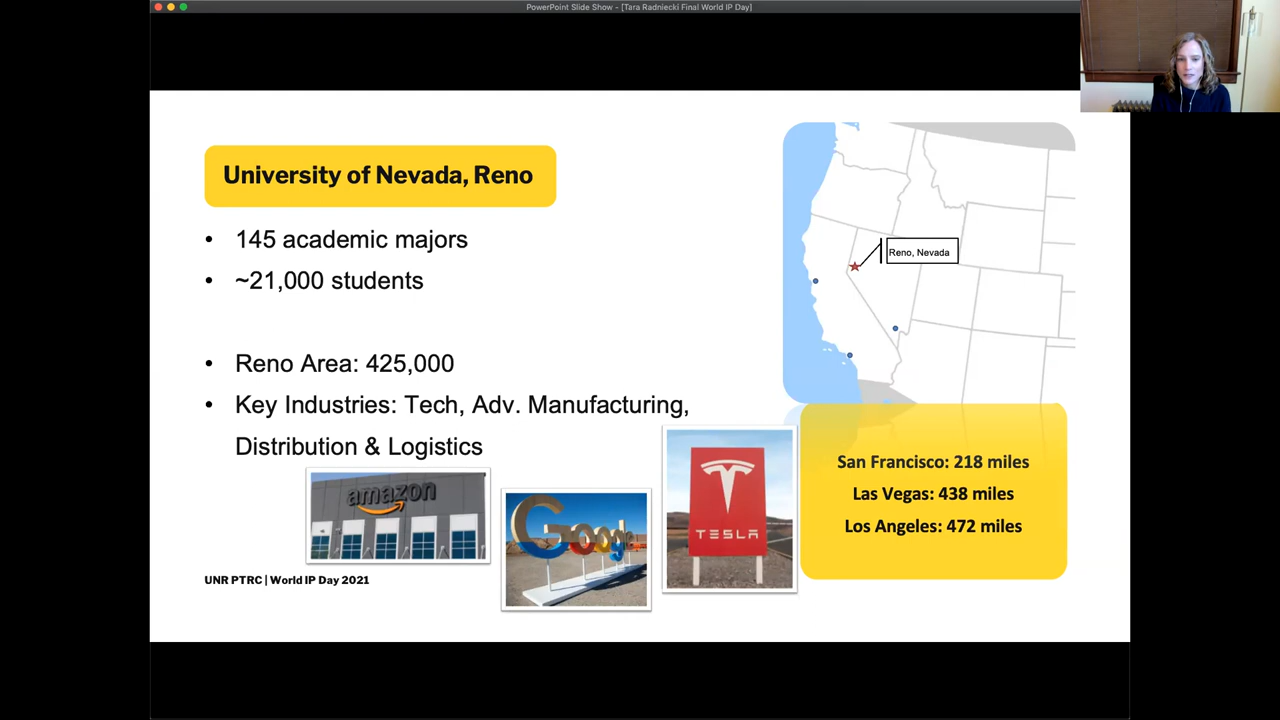 PowerPoint Slide Show - [Tara Radniecki Final World IP Day]
University of Nevada, Reno
• 145 academic majors
• ~21,000 students
• Reno Area: 425,000
• Key Industries: Tech, Adv. Manufacturing,
Distribution & Logistics
Reno, Nevada
amazon
Google
TESLA
San Francisco: 218 miles
Las Vegas: 438 miles
Los Angeles: 472 miles
UNR PTRC | World IP Day 2021